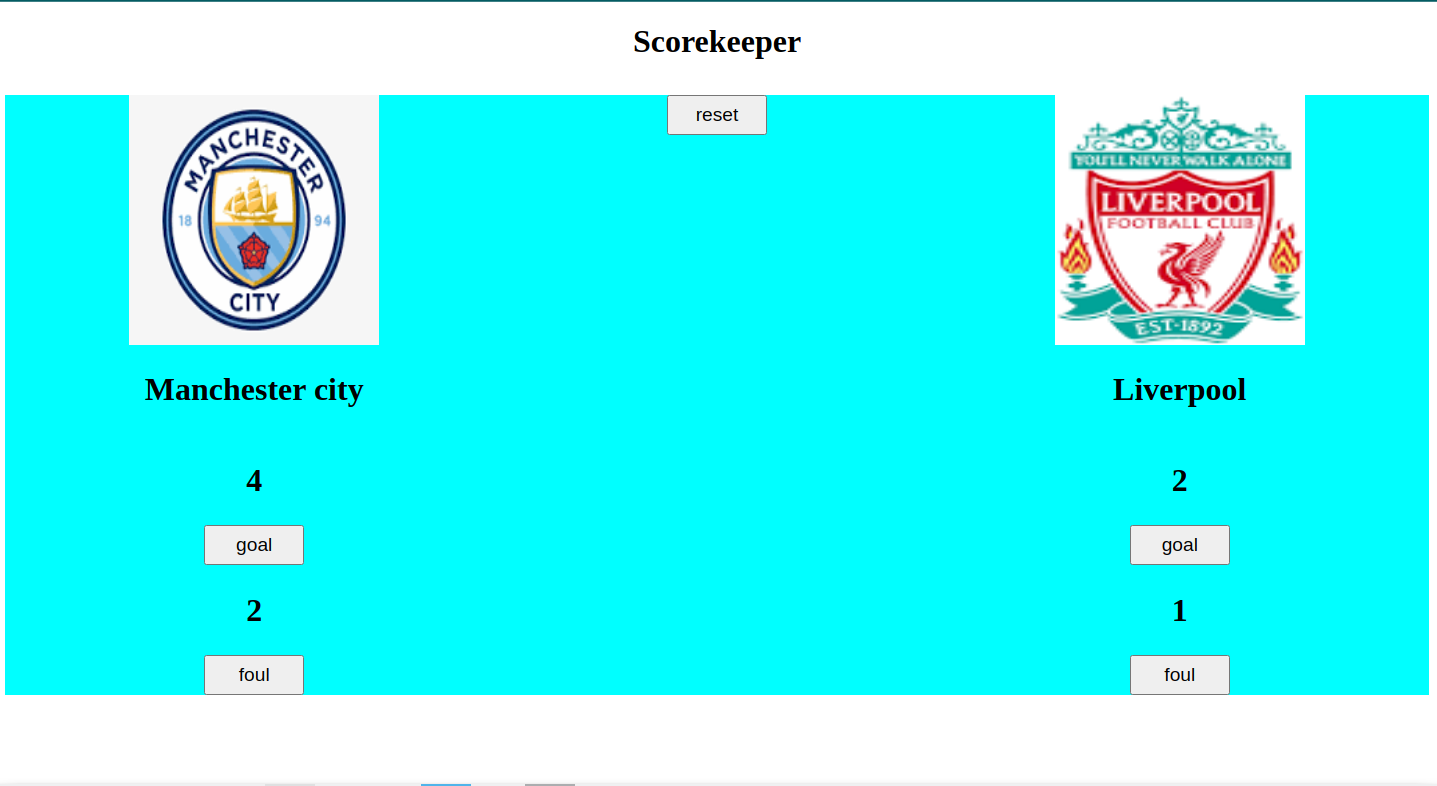 Scorekeeper
reset
MANCHESTER
18 94
CITY
YOU'LL NEVER WALK ALONE
LIVERPOOL
FOOTBALL CLUB
EST·1892
Manchester city
Liverpool
4
2
goal
goal
2
1
foul
foul